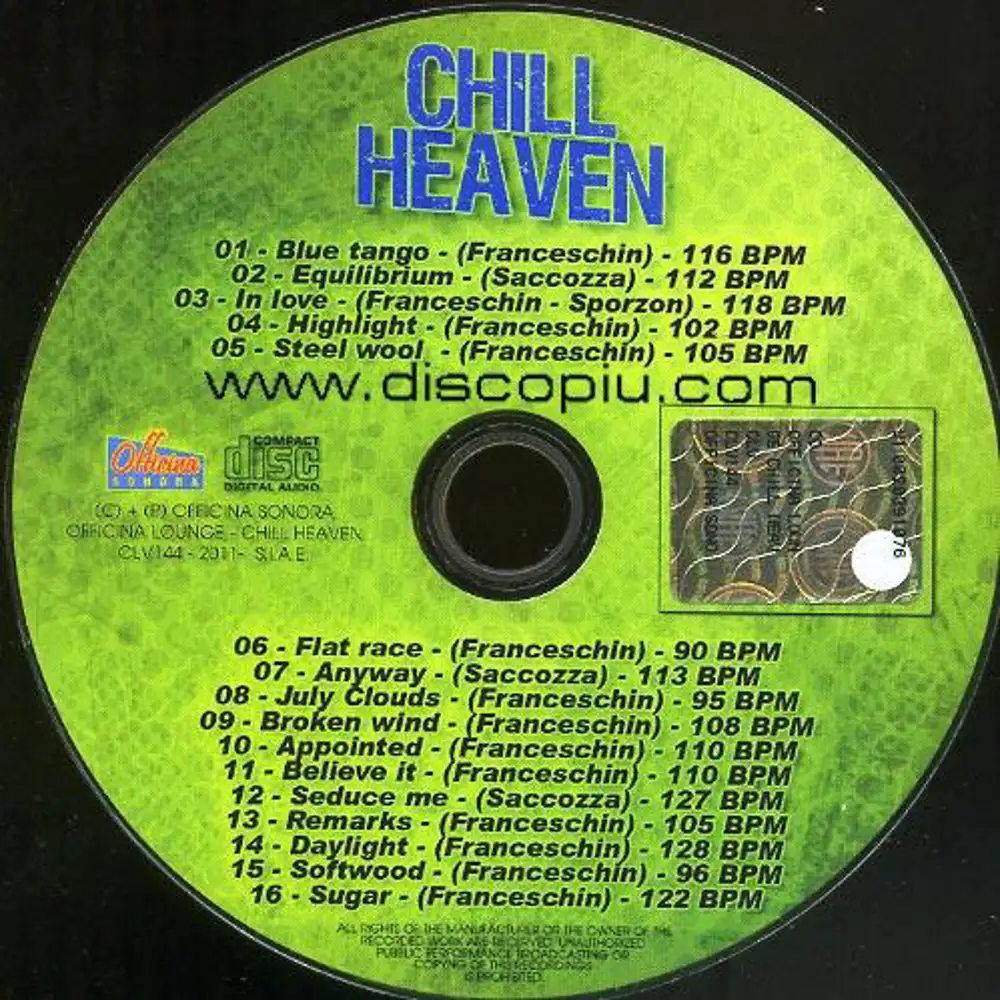 CHILL
HEAVEN
01 - Blue tango - (Franceschin) - 116 BPM
02 - Equilibrium - (Saccozza) - 112 BPM
03 - In love - (Franceschin - Sporzon) - 118 BPM
04 - Highlight - (Franceschin) - 102 BPM
05 - Steel wool - (Franceschin) - 105 BPM
www.discopiu.com
Officina
SONORA
COMPACT
disc
DIGITAL AUDIO
(C) + (P) OFFICINA SONORA
OFFICINA LOUNGE - CHILL HEAVEN
CLV144 - 2011- S.I.A.E.
06 - Flat race - (Franceschin) - 90 BPM
07 - Anyway - (Saccozza) - 113 BPM
08 - July Clouds - (Franceschin) - 95 BPM
09 - Broken wind - (Franceschin) - 108 BPM
10 - Appointed - (Franceschin) - 110 BPM
11 - Believe it - (Franceschin) - 110 BPM
12 - Seduce me - (Saccozza) - 127 BPM
13 - Remarks - (Franceschin) - 105 BPM
14 - Daylight - (Franceschin) - 128 BPM
15 - Softwood - (Franceschin) - 96 BPM
16 - Sugar - (Franceschin) - 122 BPM
ALL RIGHTS OF THE MANUFACTURER OR THE OWNER OF THE
RECORDED WORK ARE RECERVED UNAUTHORIZED
PUBBLIC PERFORMANCE BROADCASTING OR
COPYNG OF THIS RECORDINGS
IS PROHIBITED.